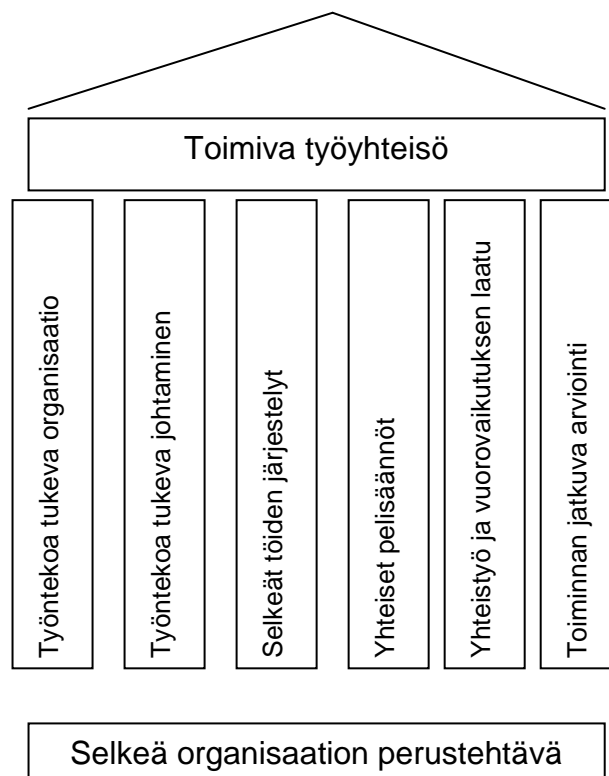 Toimiva työyhteisö
Työntekoa tukeva organisaatio
Työntekoa tukeva johtaminen
Selkeät töiden järjestelyt
Yhteiset pelisäännöt
Yhteistyö ja vuorovaikutuksen laatu
Toiminnan jatkuva arviointi
Selkeä organisaation perustehtävä